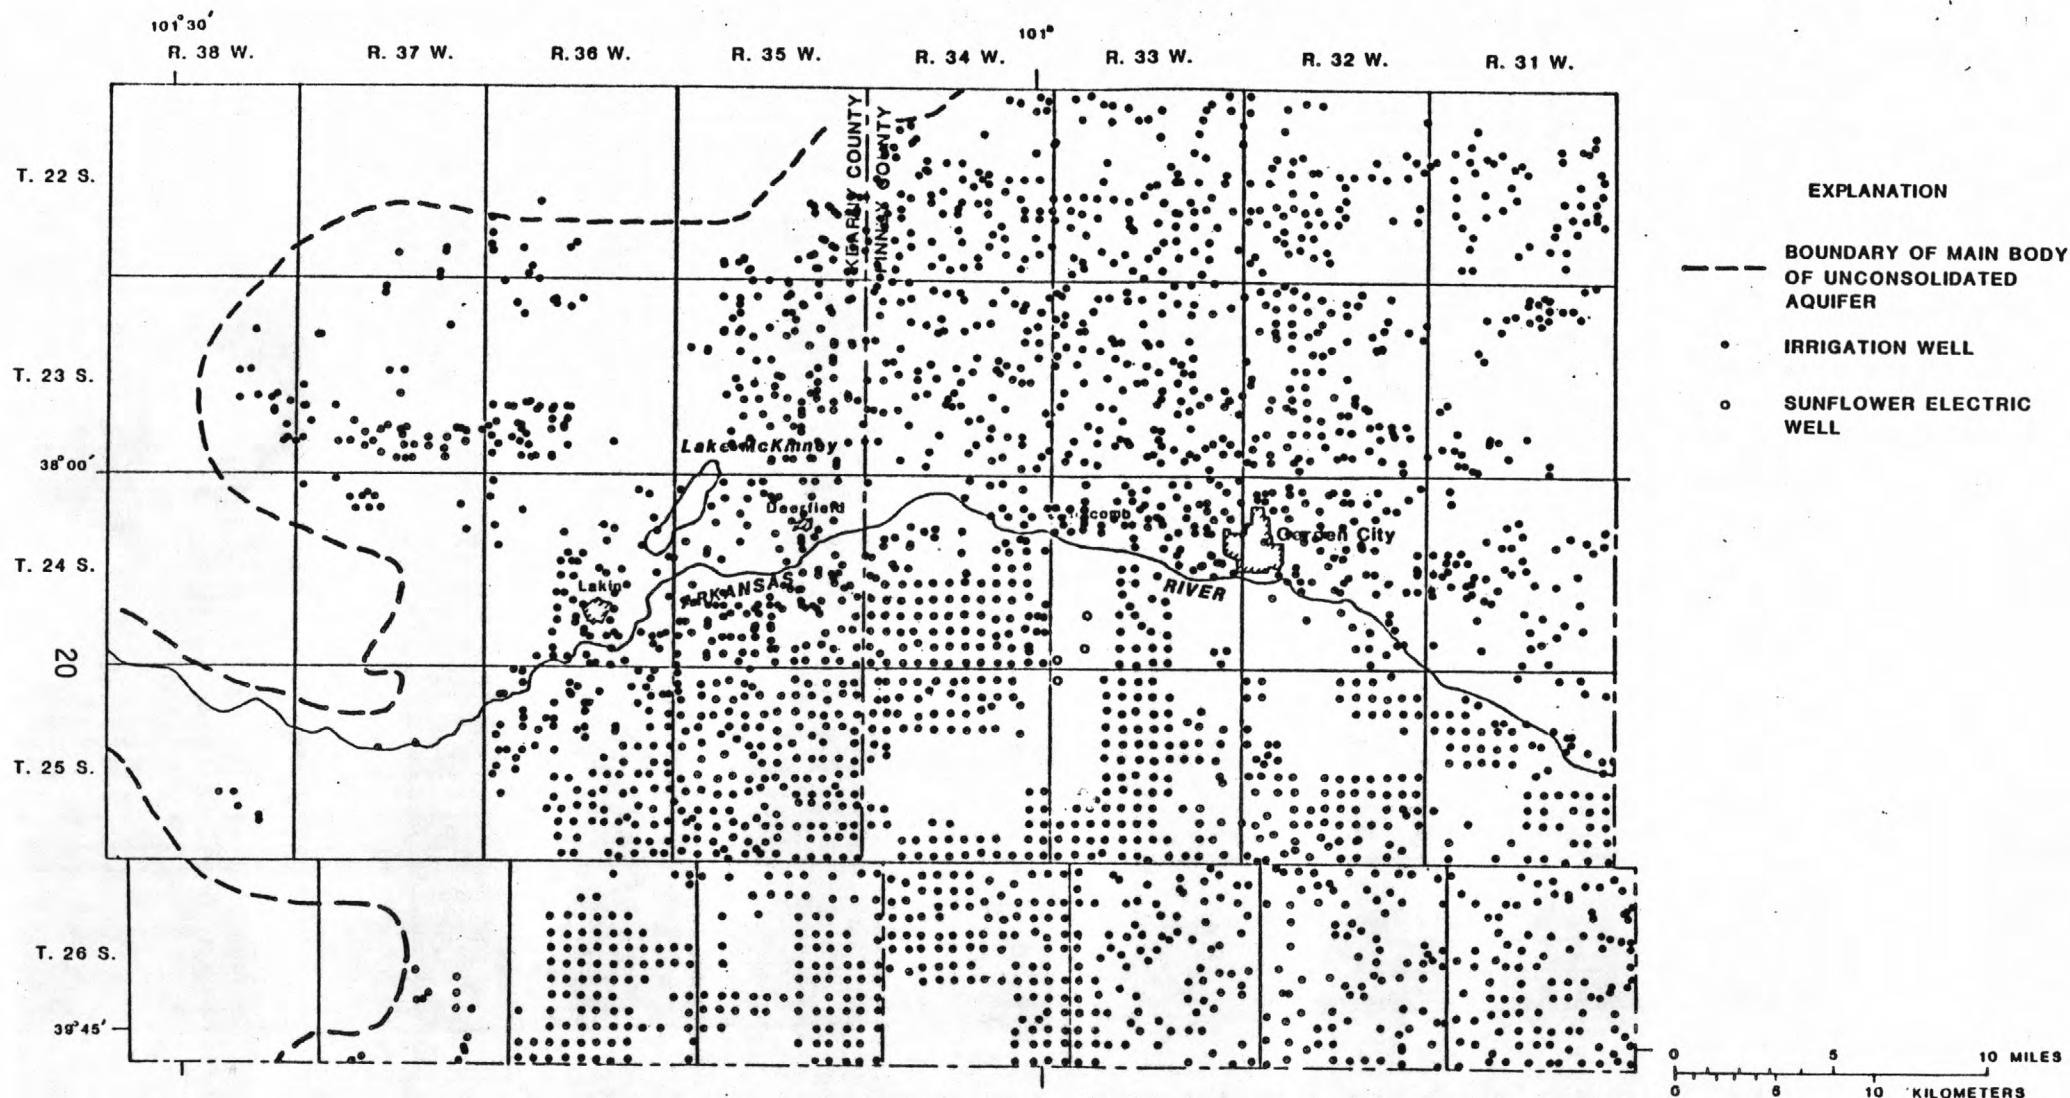 101°30′
101°
R. 38 W. R. 37 W. R. 36 W. R. 35 W. R. 34 W. R. 33 W. R. 32 W. R. 31 W.
T. 22 S.
KEARNY COUNTY
FINNEY COUNTY
EXPLANATION
BOUNDARY OF MAIN BODY
OF UNCONSOLIDATED
AQUIFER
IRRIGATION WELL
SUNFLOWER ELECTRIC
WELL
T. 23 S.
38°00′
Lake McKinney
Deerfield
comb
Garden City
T. 24 S.
Lakin
ARKANSAS
RIVER
20
T. 25 S.
T. 26 S.
39°45′
0 5 10 MILES
0 5 10 KILOMETERS